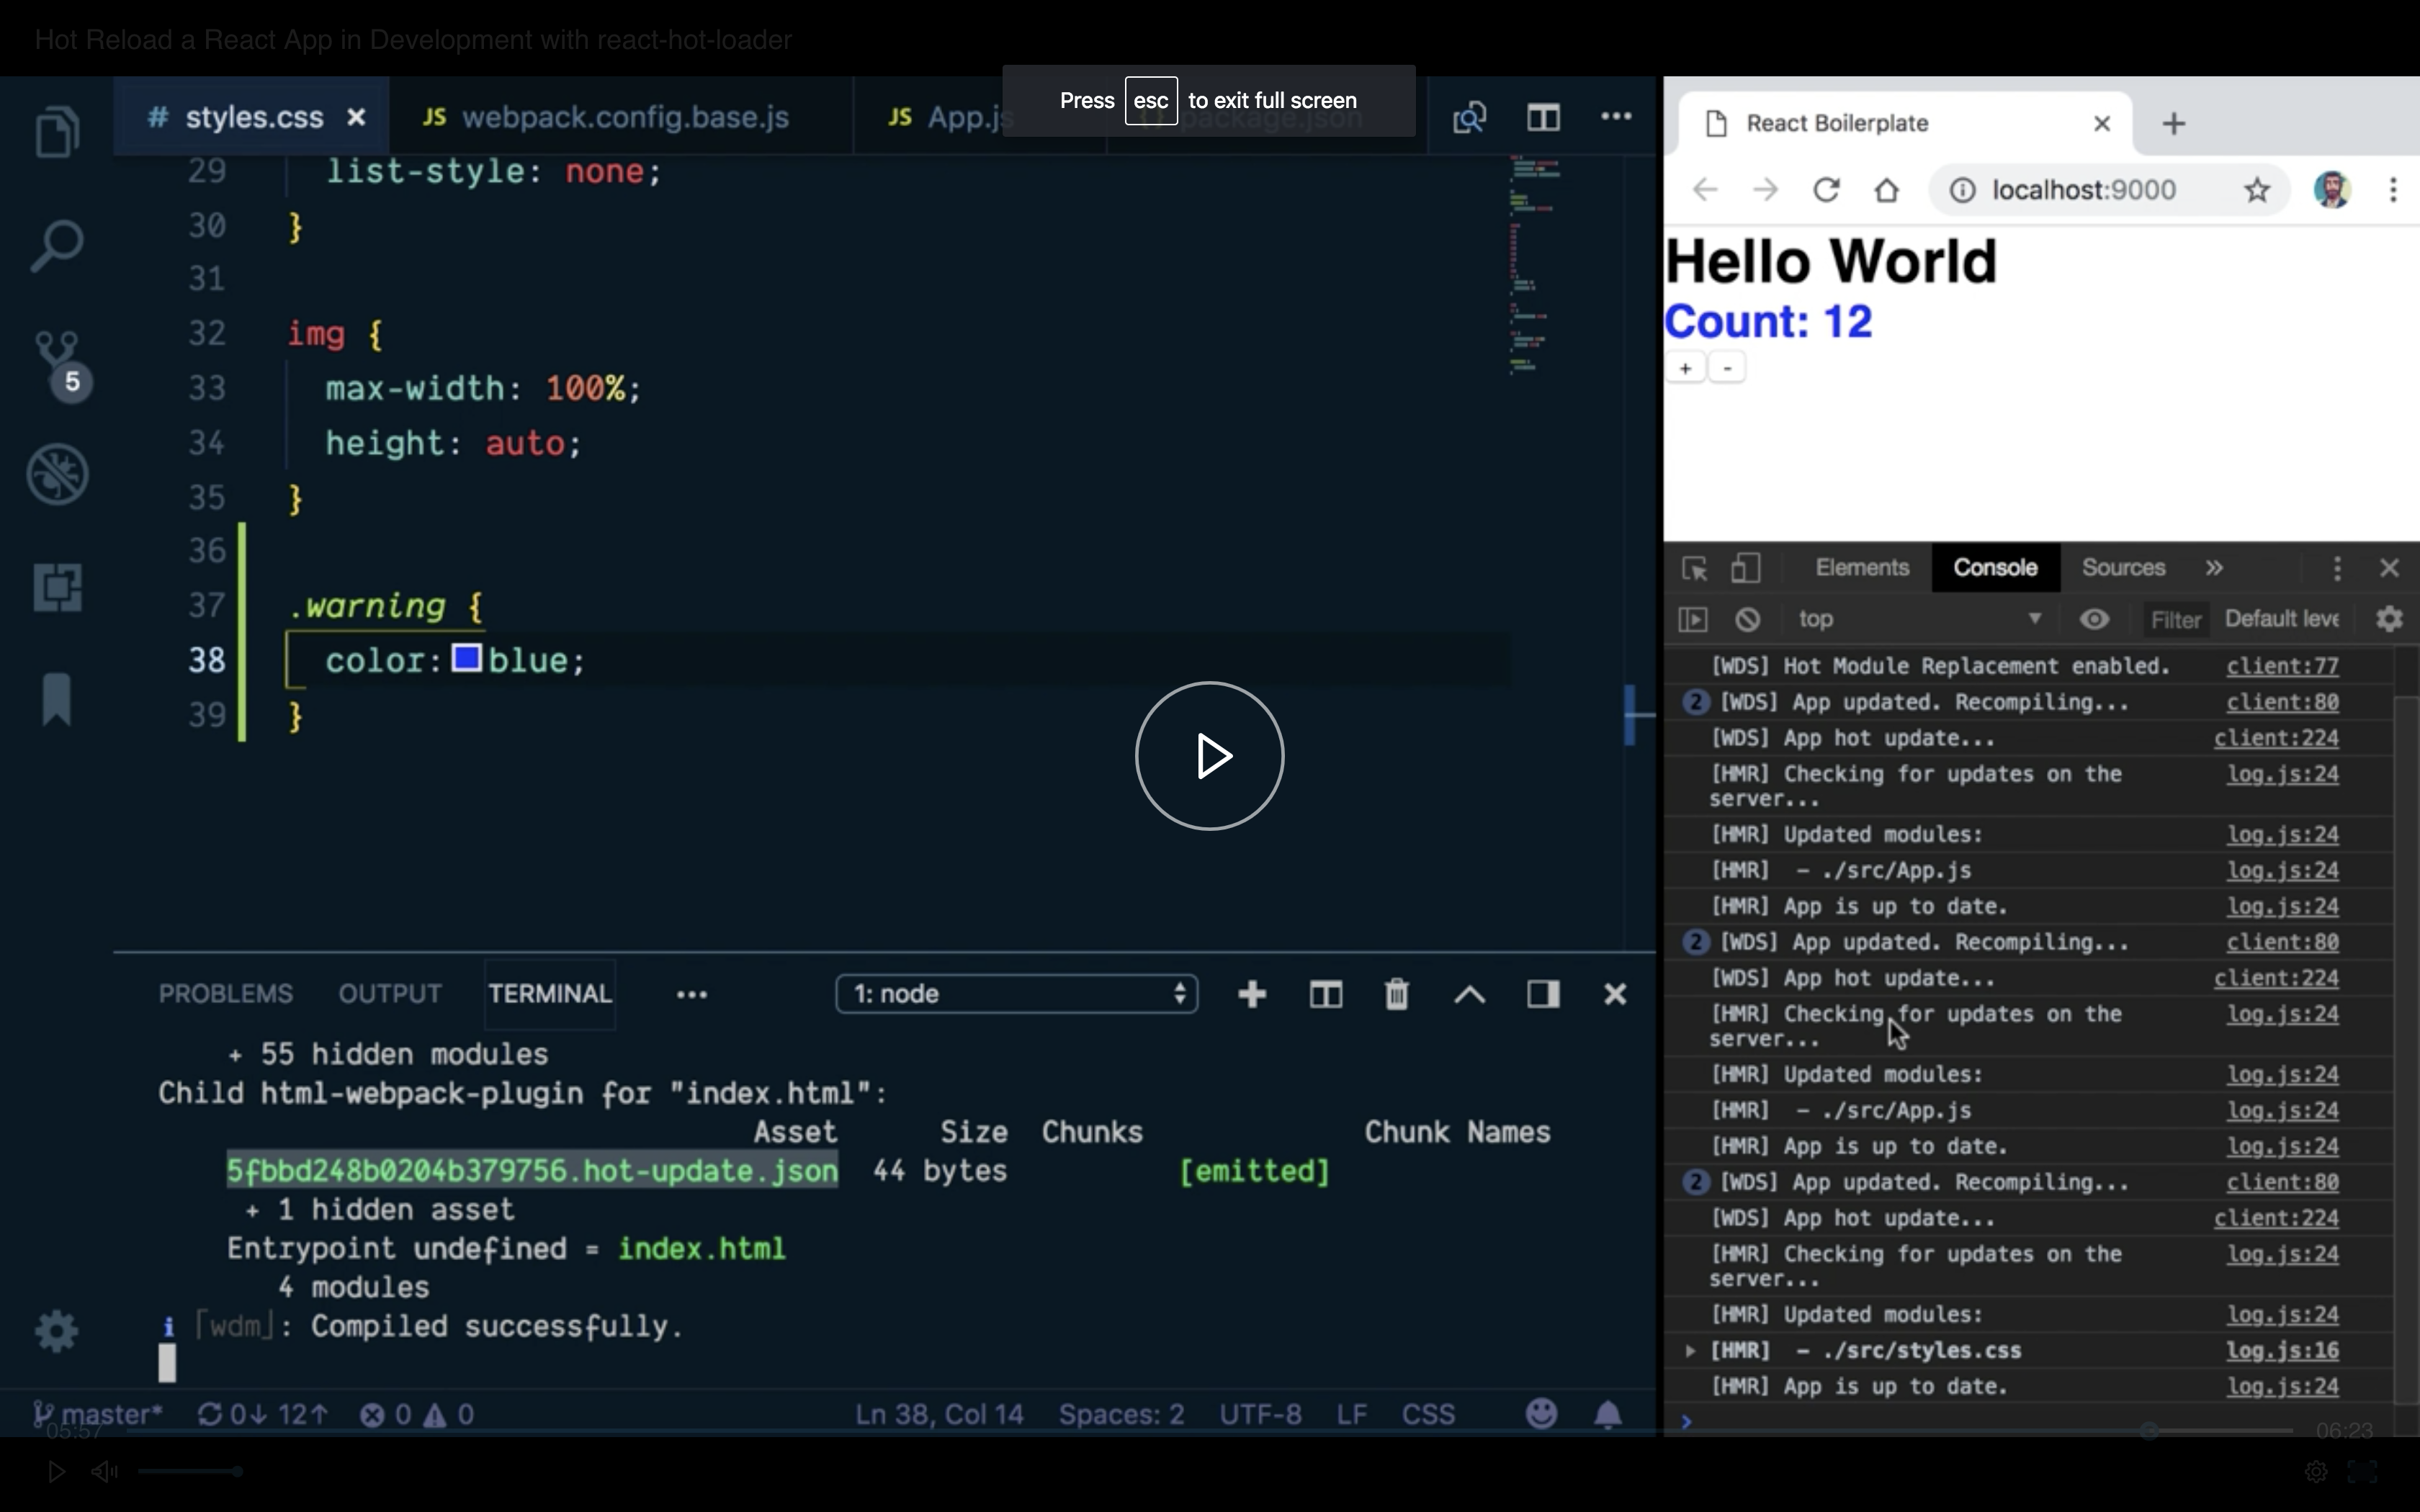 Hot Reload a React App in Development with react-hot-loader
Press esc to exit full screen
# styles.css ×
JS webpack.config.base.js
JS App.js
{} package.json
29 list-style: none;
30 }
31
32 img {
33 max-width: 100%;
34 height: auto;
35 }
36
37 .warning {
38 color: blue;
39 }
5
PROBLEMS OUTPUT TERMINAL ... 1: node
+ 55 hidden modules
Child html-webpack-plugin for "index.html":
Asset Size Chunks Chunk Names
5fbbd248b0204b379756.hot-update.json 44 bytes [emitted]
+ 1 hidden asset
Entrypoint undefined = index.html
4 modules
i ｢wdm｣: Compiled successfully.
master* 0↓ 12↑ 0 0 Ln 38, Col 14 Spaces: 2 UTF-8 LF CSS
React Boilerplate
localhost:9000
Hello World
Count: 12
+ -
Elements Console Sources »
top Filter Default leve
[WDS] Hot Module Replacement enabled. client:77
2 [WDS] App updated. Recompiling... client:80
[WDS] App hot update... client:224
[HMR] Checking for updates on the log.js:24
server...
[HMR] Updated modules: log.js:24
[HMR] - ./src/App.js log.js:24
[HMR] App is up to date. log.js:24
2 [WDS] App updated. Recompiling... client:80
[WDS] App hot update... client:224
[HMR] Checking for updates on the log.js:24
server...
[HMR] Updated modules: log.js:24
[HMR] - ./src/App.js log.js:24
[HMR] App is up to date. log.js:24
2 [WDS] App updated. Recompiling... client:80
[WDS] App hot update... client:224
[HMR] Checking for updates on the log.js:24
server...
[HMR] Updated modules: log.js:24
[HMR] - ./src/styles.css log.js:16
[HMR] App is up to date. log.js:24
05:57
06:23